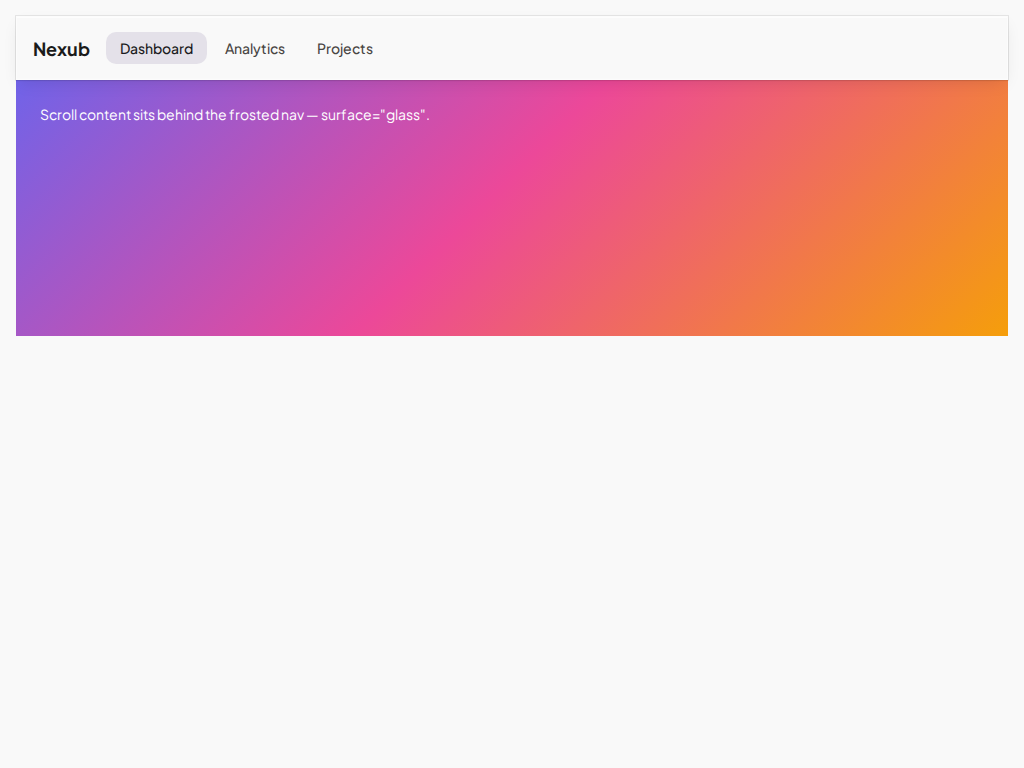 Nexub
Dashboard
Analytics
Projects
Scroll content sits behind the frosted nav — surface="glass".